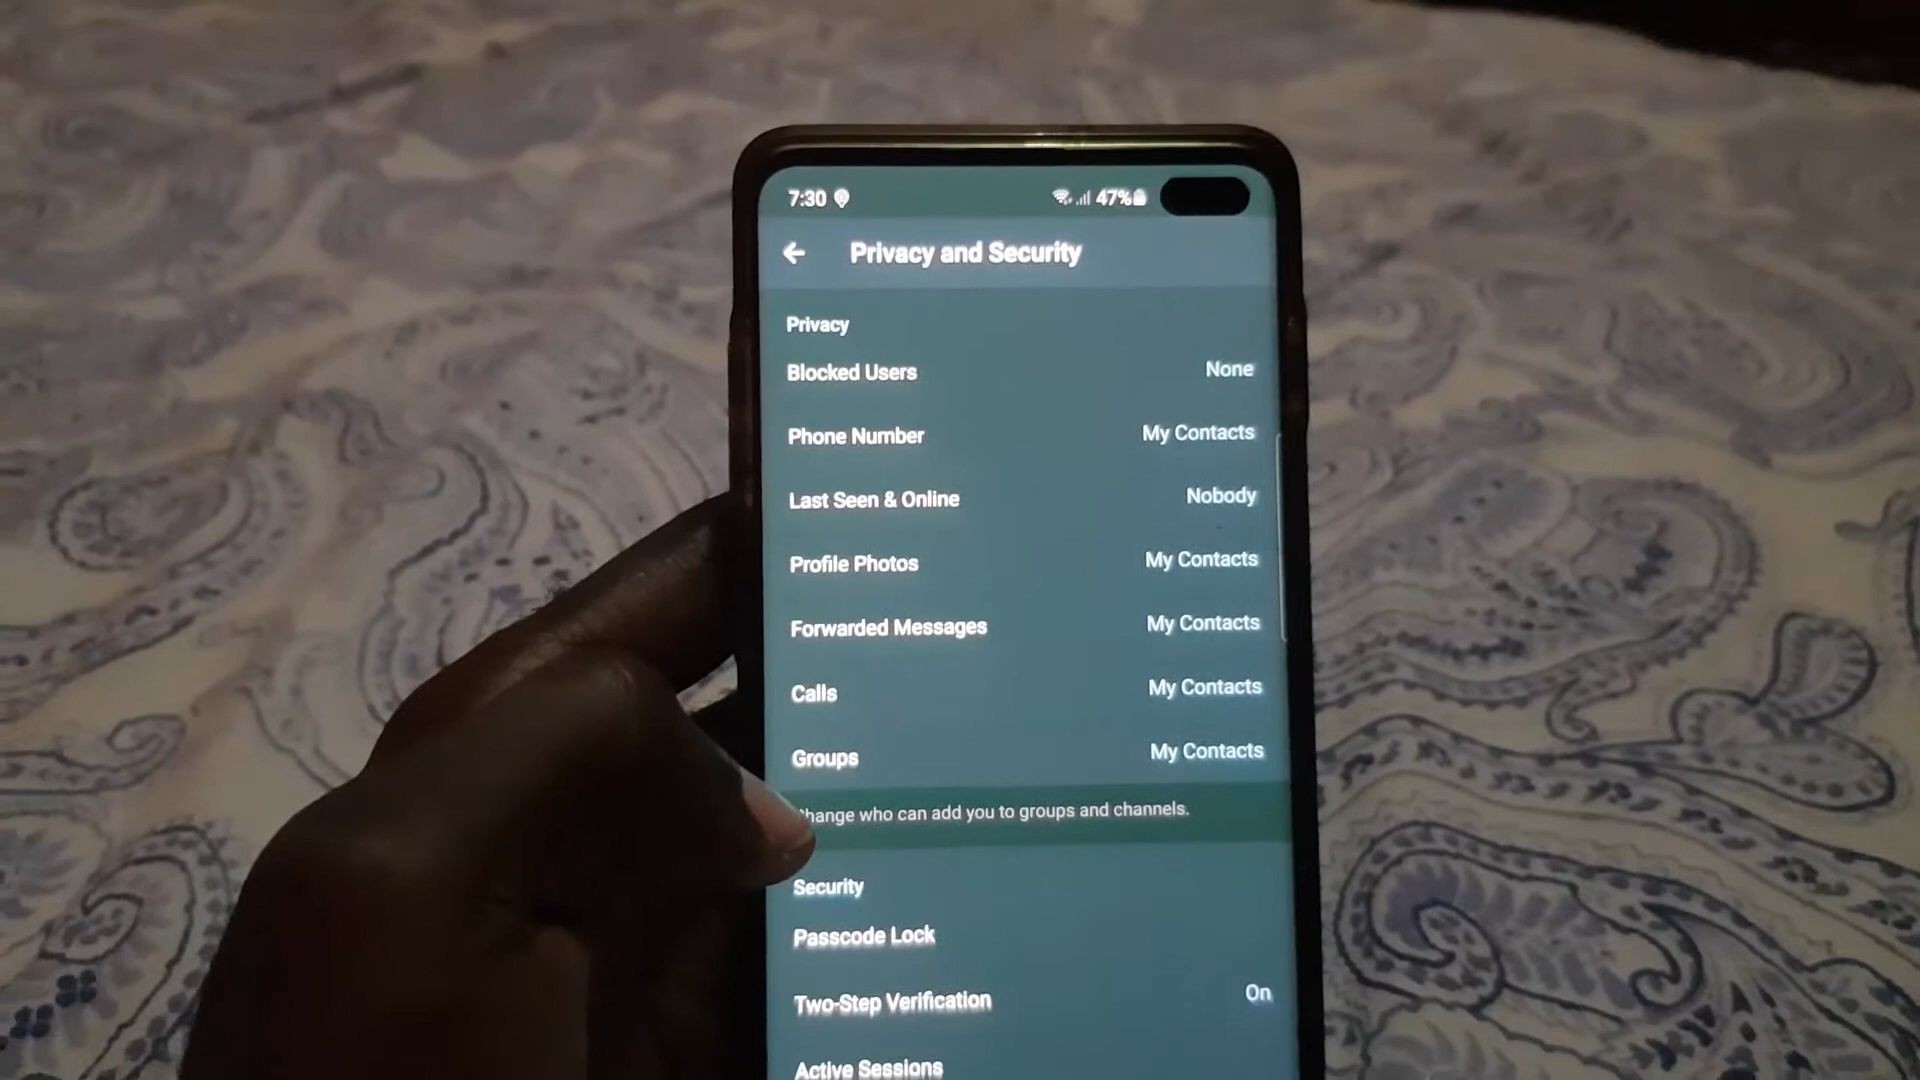 7:30 47%
Privacy and Security
Privacy
Blocked Users None
Phone Number My Contacts
Last Seen & Online Nobody
Profile Photos My Contacts
Forwarded Messages My Contacts
Calls My Contacts
Groups My Contacts
hange who can add you to groups and channels.
Security
Passcode Lock
Two-Step Verification On
Active Sessions